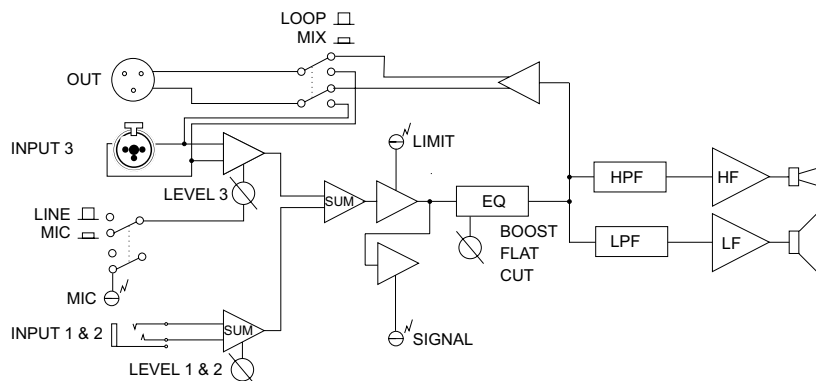 LOOP
MIX
OUT
INPUT 3
LIMIT
LEVEL 3
SUM
HPF
HF
LINE
MIC
EQ
BOOST
FLAT
CUT
LPF
LF
MIC
INPUT 1 & 2
SUM
SIGNAL
LEVEL 1 & 2